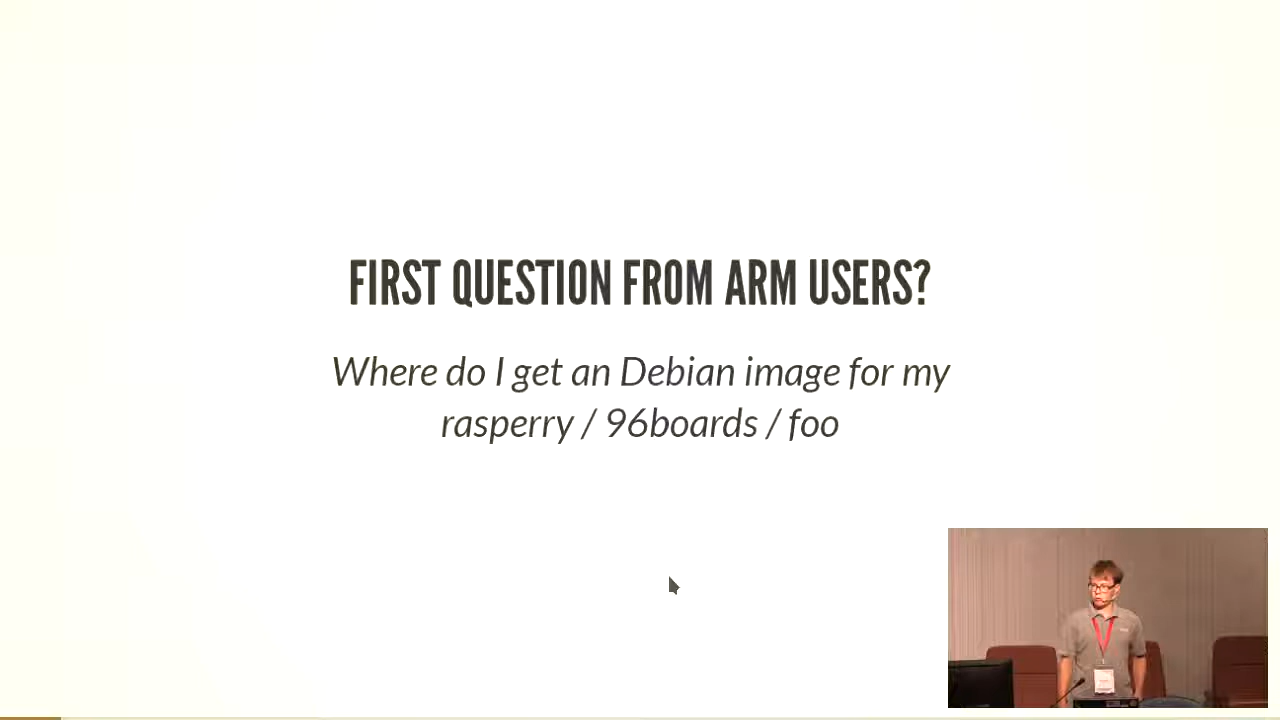 FIRST QUESTION FROM ARM USERS?
Where do I get an Debian image for my
rasperry / 96boards / foo